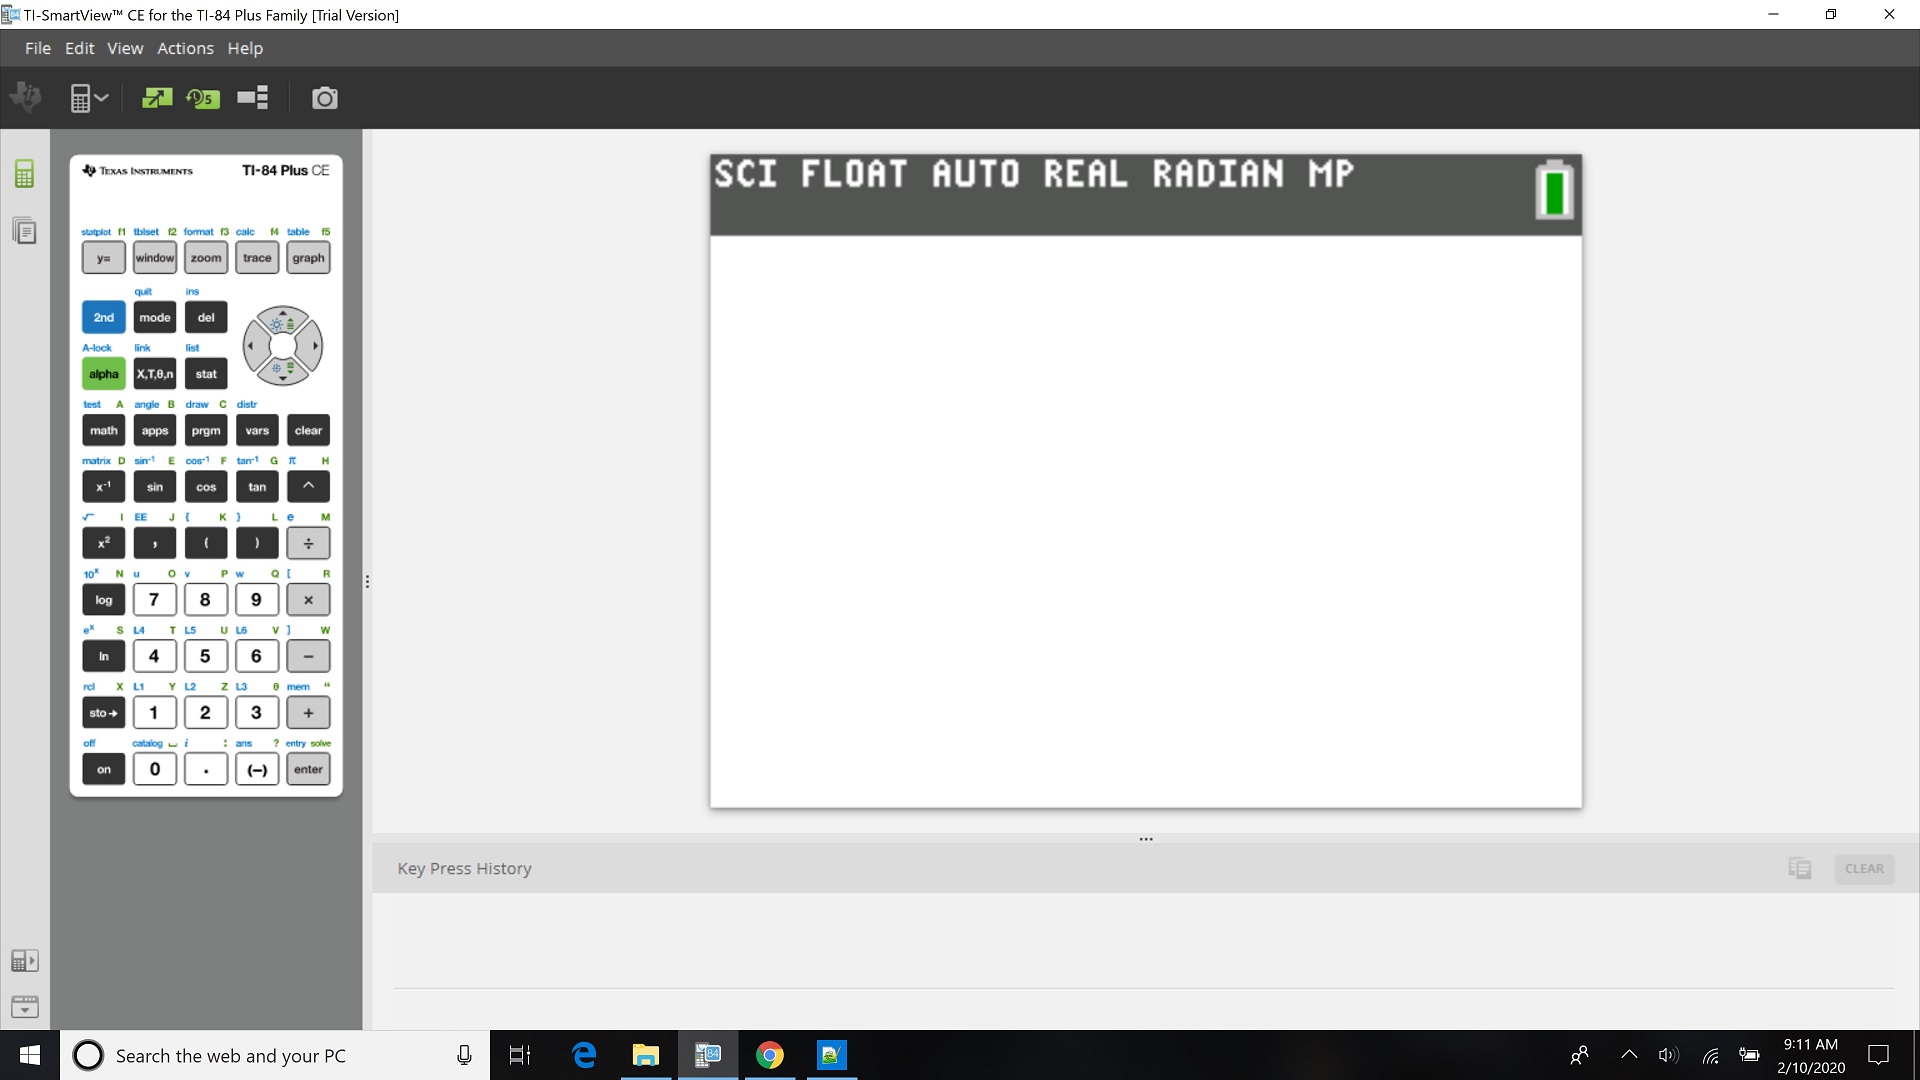 TI-SmartView™ CE for the TI-84 Plus Family [Trial Version]
File Edit View Actions Help
5
TEXAS INSTRUMENTS TI-84 Plus CE
statplot f1 tblset f2 format f3 calc f4 table f5
y= window zoom trace graph
quit ins
2nd mode del
A-lock link list
alpha X,T,θ,n stat
test A angle B draw C distr
math apps prgm vars clear
matrix D sin⁻¹ E cos⁻¹ F tan⁻¹ G π H
x⁻¹ sin cos tan ^
√ I EE J { K } L e M
x² , ( ) ÷
10ˣ N u O v P w Q [ R
log 7 8 9 ×
eˣ S L4 T L5 U L6 V ] W
ln 4 5 6 −
rcl X L1 Y L2 Z L3 θ mem “
sto→ 1 2 3 +
off catalog ⎵ i : ans ? entry solve
on 0 . (–) enter
SCI FLOAT AUTO REAL RADIAN MP
Key Press History
CLEAR
Search the web and your PC
84
9:11 AM
2/10/2020